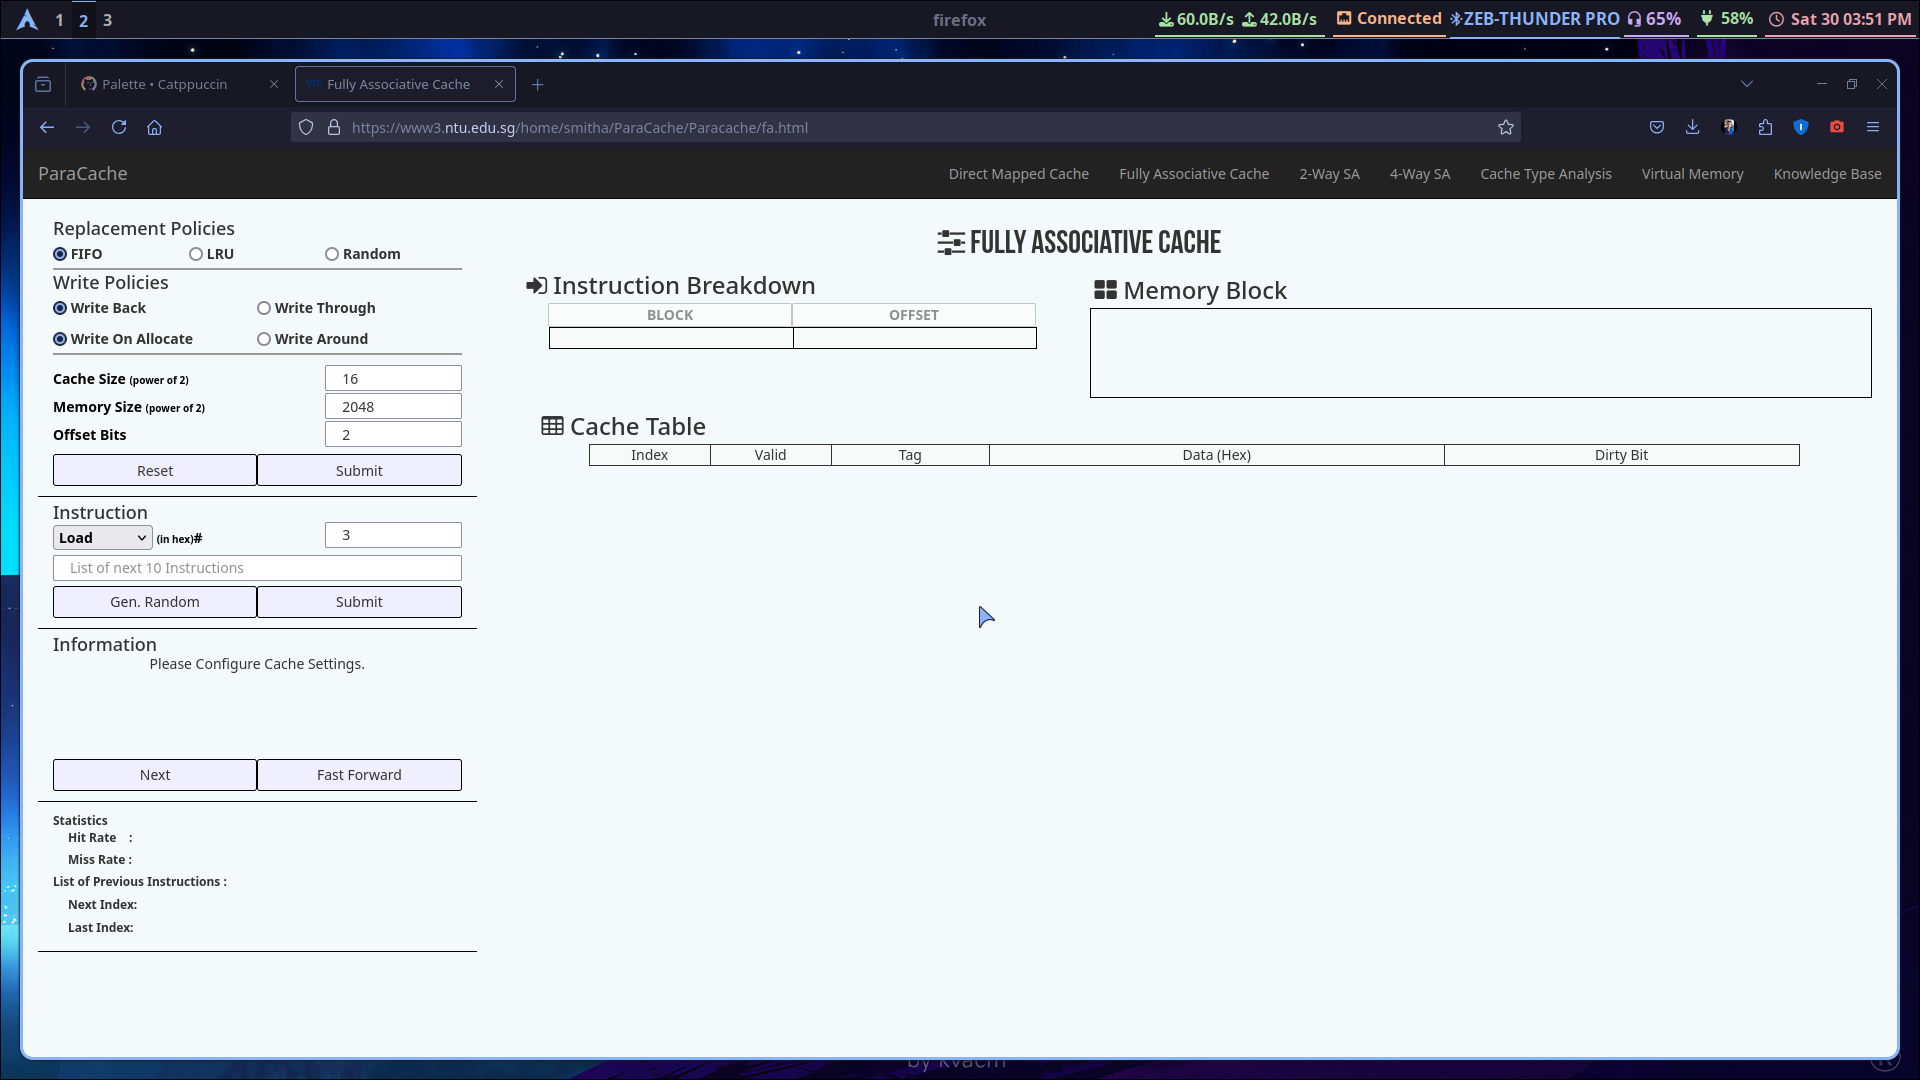 1 2 3
firefox
60.0B/s 42.0B/s Connected ZEB-THUNDER PRO 65% 58% Sat 30 03:51 PM
Palette • Catppuccin
NTU Fully Associative Cache
https://www3.ntu.edu.sg/home/smitha/ParaCache/Paracache/fa.html
ParaCache
Direct Mapped Cache Fully Associative Cache 2-Way SA 4-Way SA Cache Type Analysis Virtual Memory Knowledge Base
Replacement Policies
FIFO LRU Random
Write Policies
Write Back Write Through
Write On Allocate Write Around
Cache Size (power of 2) 16
Memory Size (power of 2) 2048
Offset Bits 2
Reset Submit
Instruction
Load (in hex)# 3
List of next 10 Instructions
Gen. Random Submit
Information
Please Configure Cache Settings.
Next Fast Forward
Statistics
Hit Rate :
Miss Rate :
List of Previous Instructions :
Next Index:
Last Index:
FULLY ASSOCIATIVE CACHE
Instruction Breakdown
BLOCK OFFSET
Memory Block
Cache Table
Index Valid Tag Data (Hex) Dirty Bit